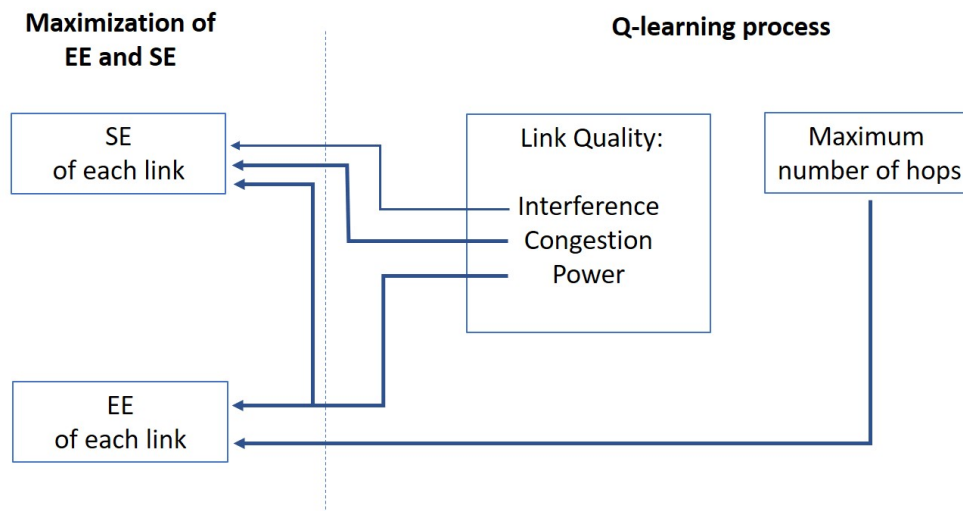 Maximization of
EE and SE
Q-learning process
SE
of each link
Link Quality:
Interference
Congestion
Power
Maximum
number of hops
EE
of each link